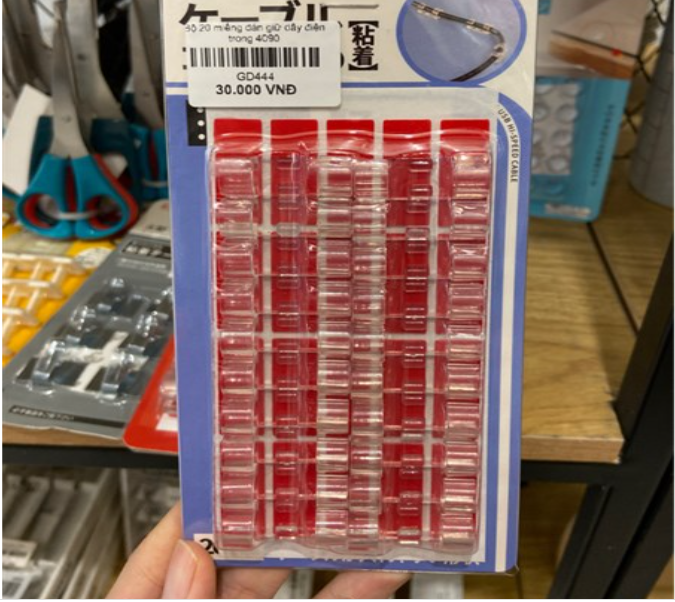 ケーブル
【粘着】
Bộ 20 miếng dán giữ dây điện
trong 4090
GD444
30.000 VNĐ
USB HI-SPEED CABLE